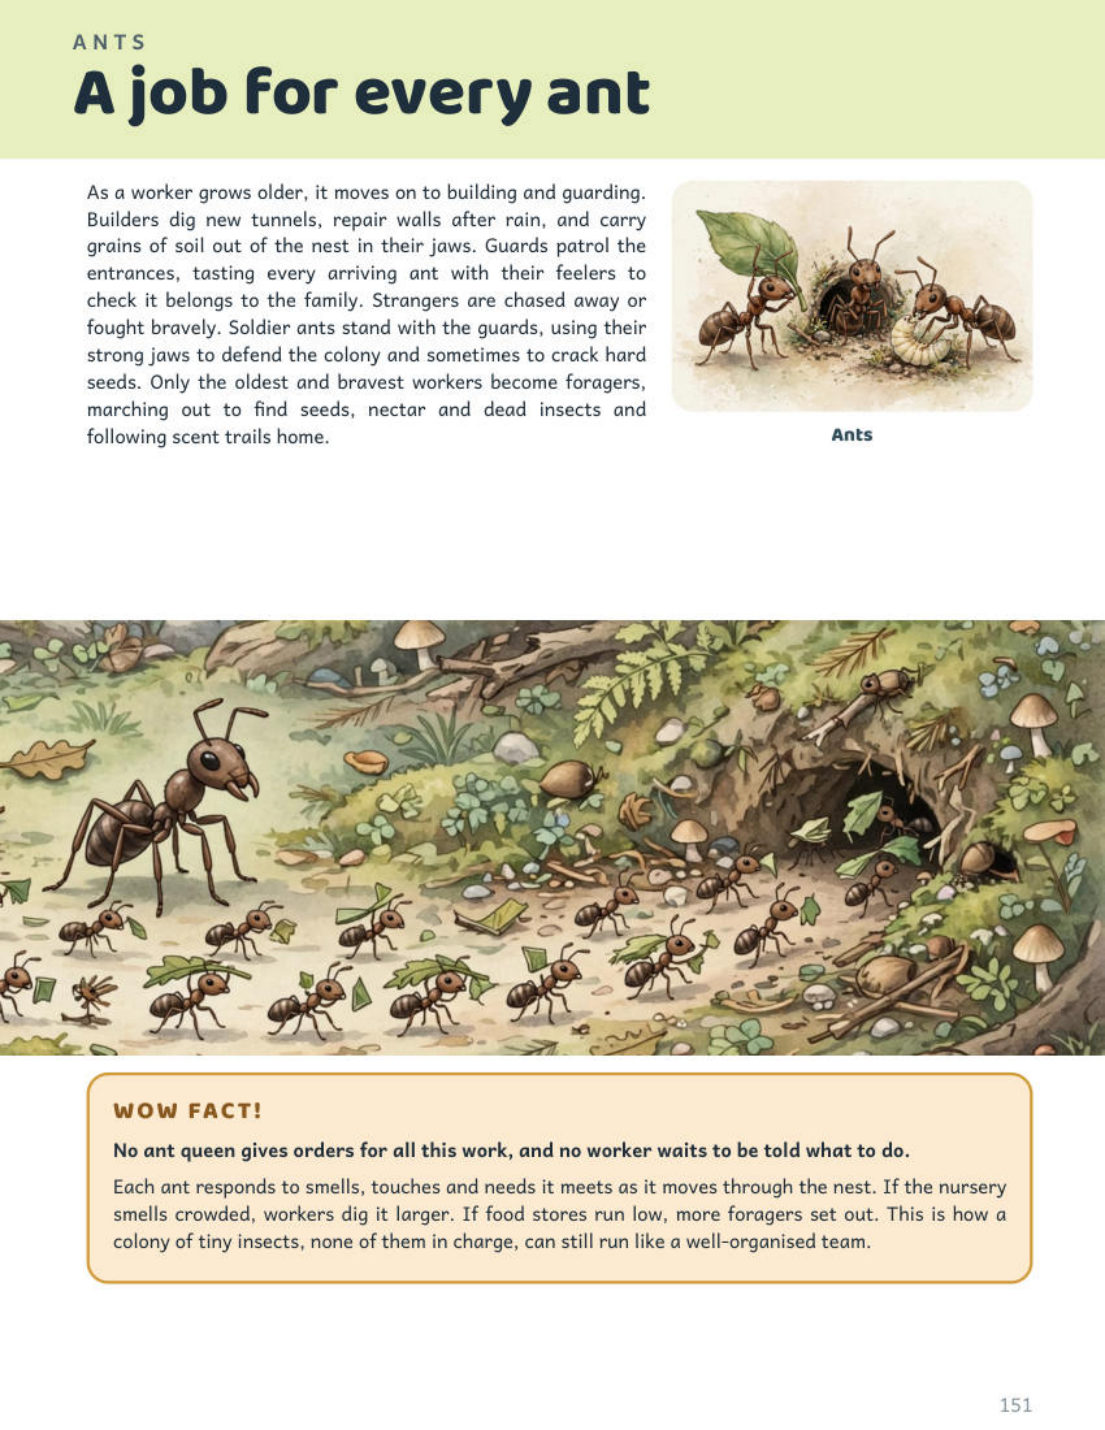 ANTS
A job for every ant
As a worker grows older, it moves on to building and guarding.
Builders dig new tunnels, repair walls after rain, and carry
grains of soil out of the nest in their jaws. Guards patrol the
entrances, tasting every arriving ant with their feelers to
check it belongs to the family. Strangers are chased away or
fought bravely. Soldier ants stand with the guards, using their
strong jaws to defend the colony and sometimes to crack hard
seeds. Only the oldest and bravest workers become foragers,
marching out to find seeds, nectar and dead insects and
following scent trails home.
Ants
WOW FACT!
No ant queen gives orders for all this work, and no worker waits to be told what to do.
Each ant responds to smells, touches and needs it meets as it moves through the nest. If the nursery
smells crowded, workers dig it larger. If food stores run low, more foragers set out. This is how a
colony of tiny insects, none of them in charge, can still run like a well-organised team.
151